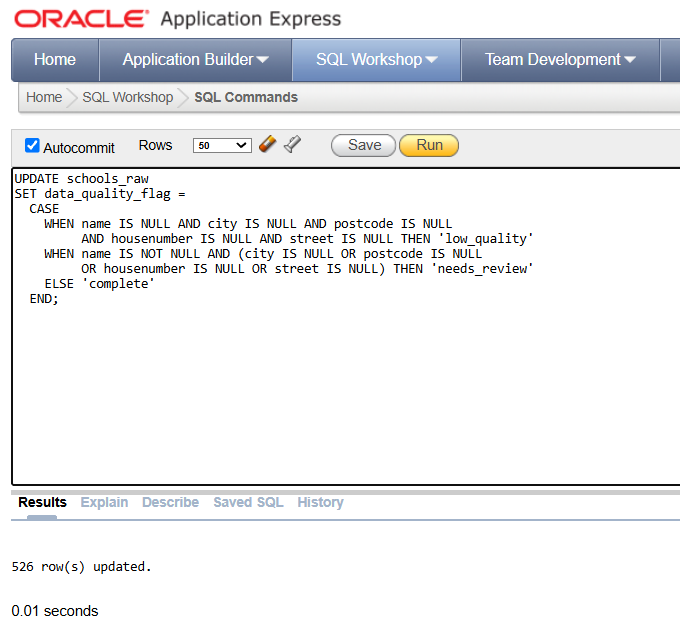 ORACLE® Application Express
Home Application Builder SQL Workshop Team Development
Home SQL Workshop SQL Commands
Autocommit Rows 50 Save Run
UPDATE schools_raw
SET data_quality_flag =
CASE
WHEN name IS NULL AND city IS NULL AND postcode IS NULL
AND housenumber IS NULL AND street IS NULL THEN 'low_quality'
WHEN name IS NOT NULL AND (city IS NULL OR postcode IS NULL
OR housenumber IS NULL OR street IS NULL) THEN 'needs_review'
ELSE 'complete'
END;
Results Explain Describe Saved SQL History
526 row(s) updated.
0.01 seconds